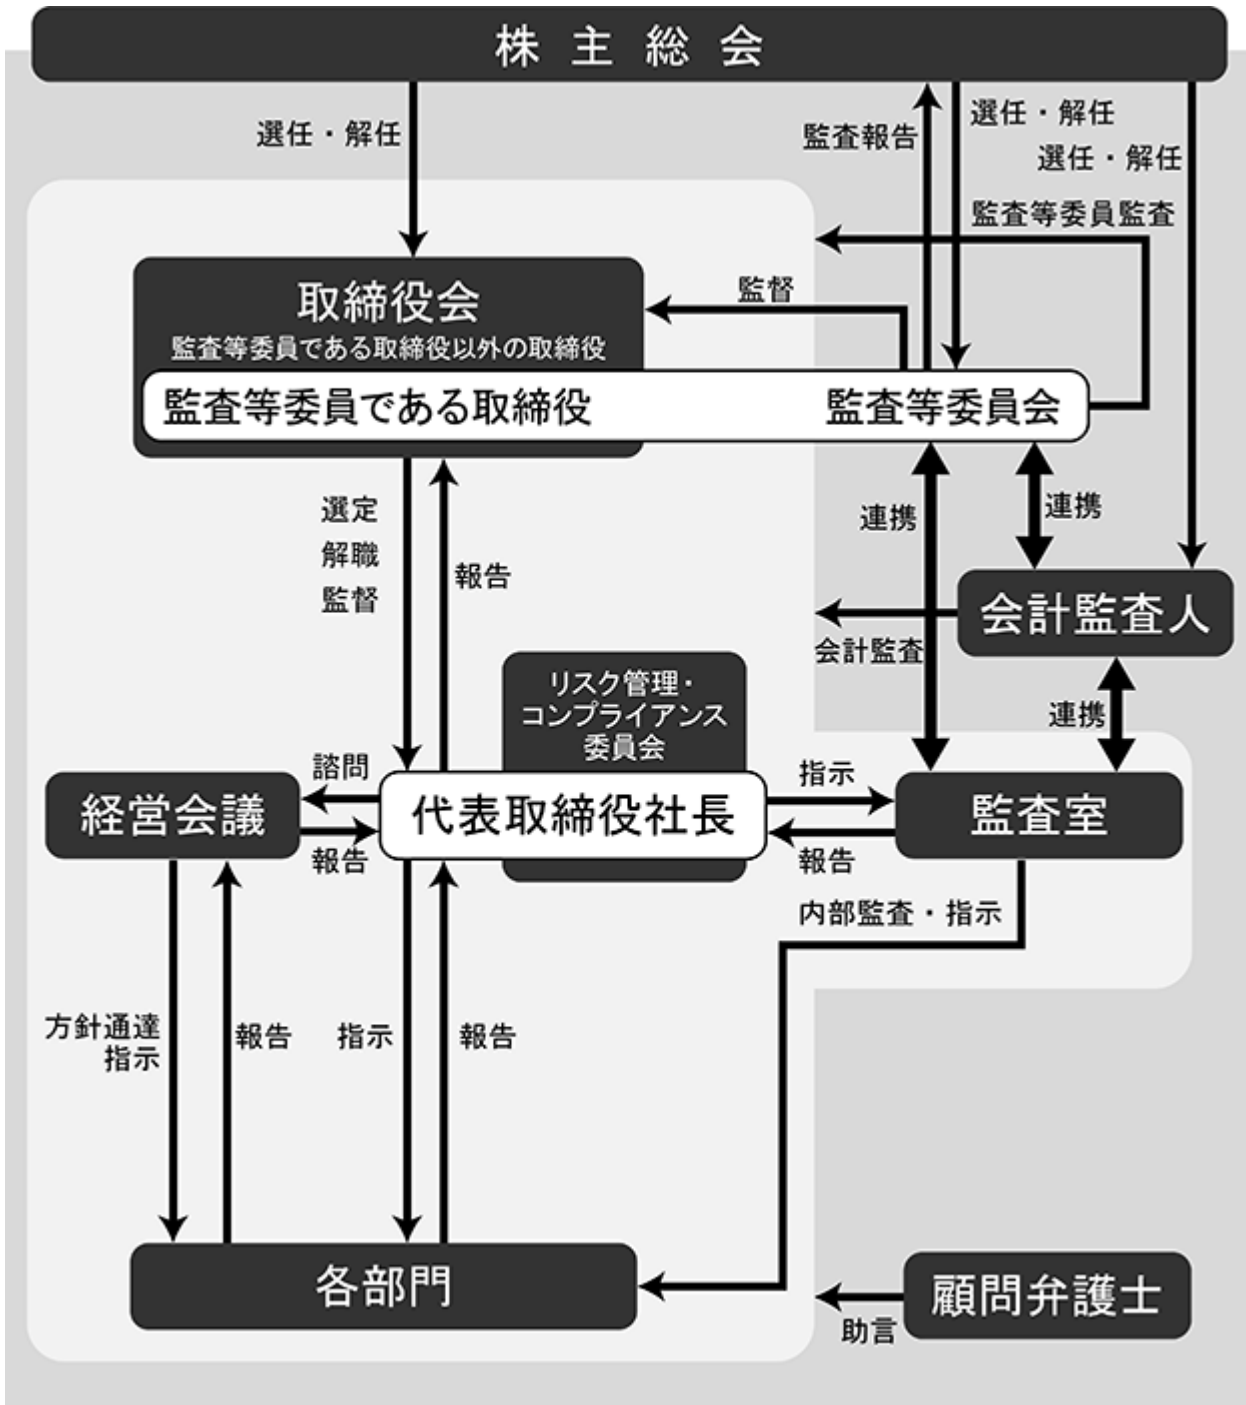 株主総会
選任・解任
監査報告
選任・解任
選任・解任
監査等委員監査
監督
取締役会
監査等委員である取締役以外の取締役
監査等委員である取締役
監査等委員会
選定
解職
監督
報告
連携
連携
会計監査人
会計監査
連携
リスク管理・
コンプライアンス
委員会
諮問
指示
経営会議
代表取締役社長
監査室
報告
報告
内部監査・指示
方針通達
指示
報告
指示
報告
各部門
顧問弁護士
助言